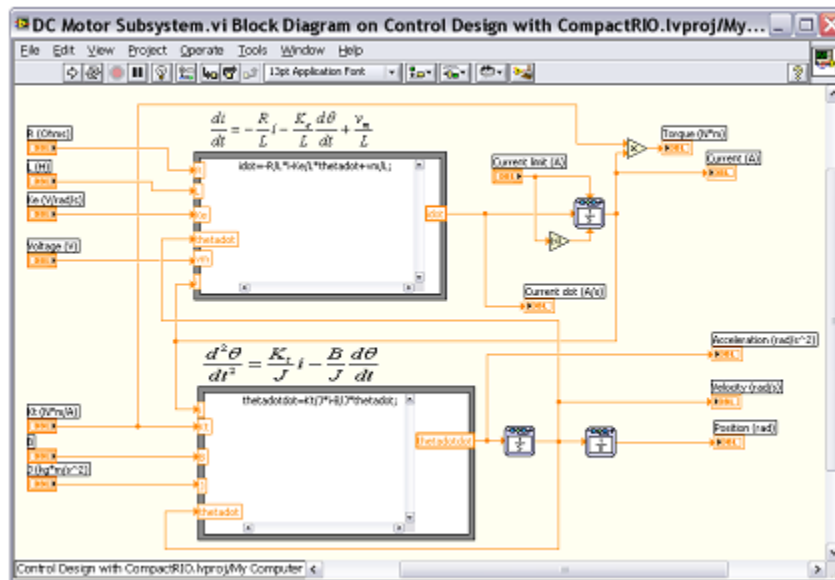 DC Motor Subsystem.vi Block Diagram on Control Design with CompactRIO.lvproj/My...
File Edit View Project Operate Tools Window Help
13pt Application Font
di/dt = -R/L i - Ke/L dθ/dt + vm/L
R (Ohms)
L (H)
Ke (V/rad/s)
Voltage (V)
idot=-R/L*i-Ke/L*thetadot+vm/L;
R
L
Ke
thetadot
vm
i
idot
Current limit (A)
Torque (N*m)
Current (A)
Current dot (A/s)
d²θ/dt² = Kt/J i - B/J dθ/dt
Kt (N*m/A)
B
J (kg*m(s^2)
thetadotdot=kt/J*i-B/J*thetadot;
i
kt
B
J
thetadot
thetadotdot
Acceleration (rad/s^2)
Velocity (rad/s)
Position (rad)
Control Design with CompactRIO.lvproj/My Computer